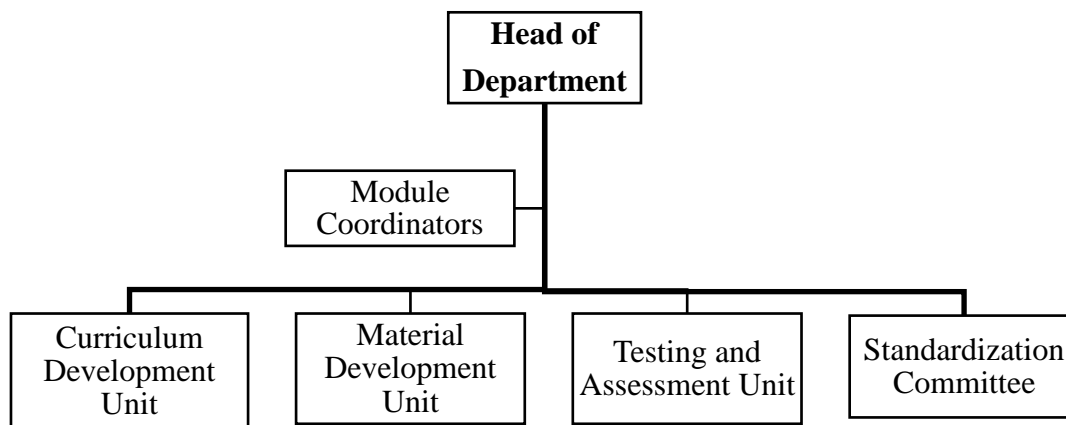 Head of
Department
Module
Coordinators
Curriculum
Development
Unit
Material
Development
Unit
Testing and
Assessment Unit
Standardization
Committee